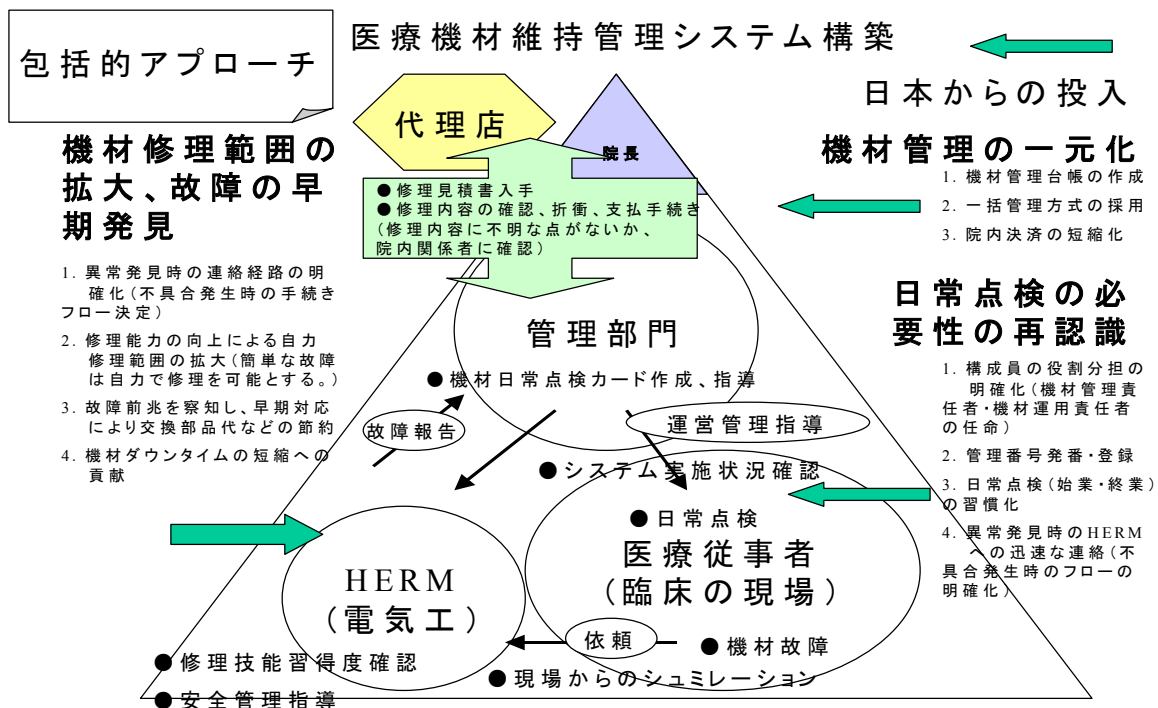 包括的アプローチ
医療機材維持管理システム構築
日本からの投入
代理店
院長
機材修理範囲の
拡大、故障の早
期発見
1. 異常発見時の連絡経路の明
確化(不具合発生時の手続き
フロー決定)
2. 修理能力の向上による自力
修理範囲の拡大(簡単な故障
は自力で修理を可能とする。)
3. 故障前兆を察知し、早期対応
により交換部品代などの節約
4. 機材ダウンタイムの短縮への
貢献
●修理見積書入手
●修理内容の確認、折衝、支払手続き
(修理内容に不明な点がないか、
院内関係者に確認)
機材管理の一元化
1. 機材管理台帳の作成
2. 一括管理方式の採用
3. 院内決済の短縮化
日常点検の必
要性の再認識
1. 構成員の役割分担の
明確化(機材管理責
任者・機材運用責任者
の任命)
2. 管理番号発番・登録
3. 日常点検(始業・終業)
の習慣化
4. 異常発見時のHERM
への迅速な連絡(不
具合発生時のフローの
明確化)
管理部門
●機材日常点検カード作成、指導
故障報告
運営管理指導
●システム実施状況確認
●日常点検
医療従事者
(臨床の現場)
HERM
(電気工)
依頼
●機材故障
●修理技能習得度確認
●現場からのシュミレーション
●安全管理指導